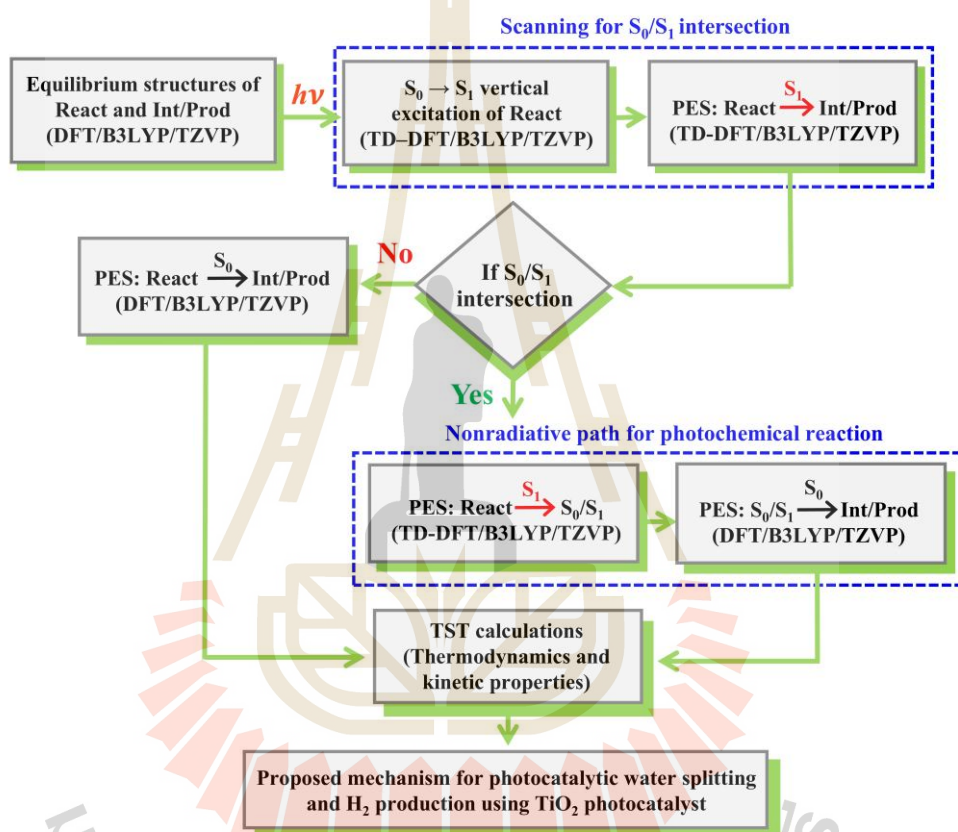 Scanning for S₀/S₁ intersection
Equilibrium structures of
React and Int/Prod
(DFT/B3LYP/TZVP)
hν
S₀ → S₁ vertical
excitation of React
(TD–DFT/B3LYP/TZVP)
S₁
PES: React → Int/Prod
(TD-DFT/B3LYP/TZVP)
If S₀/S₁
intersection
No
S₀
PES: React → Int/Prod
(DFT/B3LYP/TZVP)
Yes
Nonradiative path for photochemical reaction
S₁
PES: React → S₀/S₁
(TD-DFT/B3LYP/TZVP)
S₀
PES: S₀/S₁ → Int/Prod
(DFT/B3LYP/TZVP)
TST calculations
(Thermodynamics and
kinetic properties)
Proposed mechanism for photocatalytic water splitting
and H₂ production using TiO₂ photocatalyst